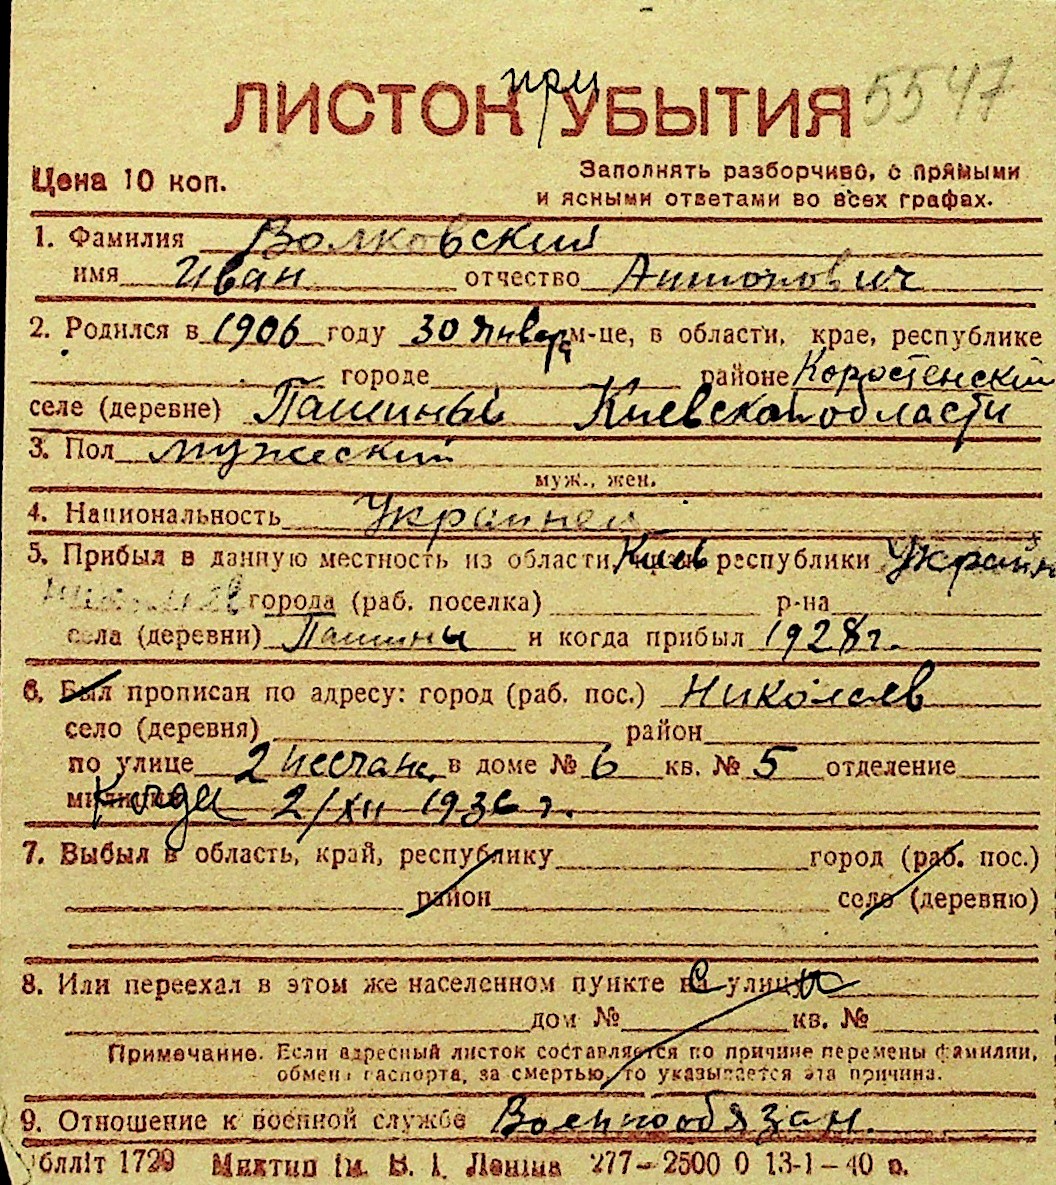 при
ЛИСТОК УБЫТИЯ 5547
Цена 10 коп. Заполнять разборчиво, с прямыми
и ясными ответами во всех графах.
1. Фамилия Волковский
имя Иван отчество Антонович
2. Родился в 1906 году 30 Января м-це, в области, крае, республике
городе районе Коростенский
селе (деревне) Пашины Киевской области
3. Пол мужеский
муж., жен.
4. Национальность Украинец
5. Прибыл в данную местность из области, Киев республики Украин
города (раб. поселка) р-на
села (деревни) Пашины и когда прибыл 1928 г.
6. Был прописан по адресу: город (раб. пос.) Николаев
село (деревня) район
по улице 2 песчан. в доме № 6 кв. № 5 отделение
милиции Когда 2/XII 1936 г.
7. Выбыл в область, край, республику город (раб. пос.)
район село (деревню)
8. Или переехал в этом же населенном пункте на улицу
дом № кв. №
Примечание. Если адресный листок составляется по причине перемены фамилии,
обмена паспорта, за смертью, то указывается эта причина.
9. Отношение к военной службе Военнообязан.
1729 ім. В. І. Леніна 277–2500 0 13-1–40 р.